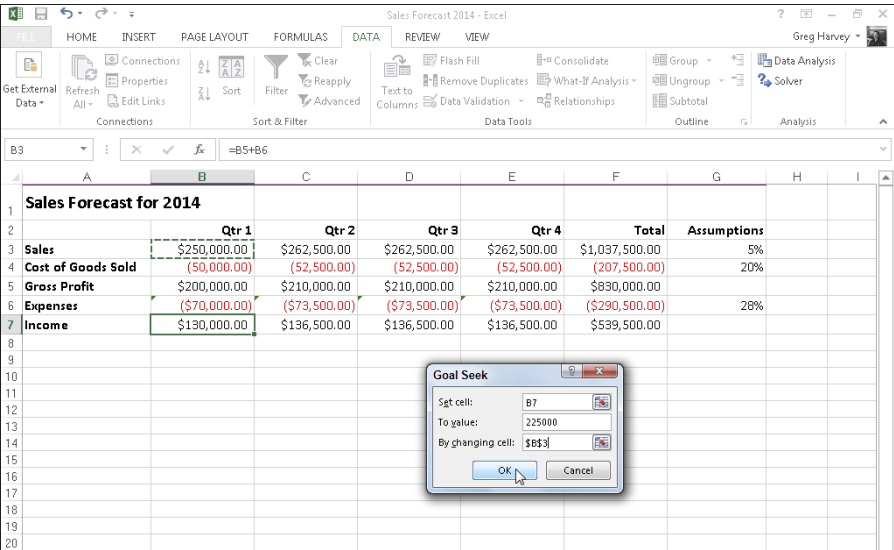 Sales Forecast 2014 - Excel
FILE HOME INSERT PAGE LAYOUT FORMULAS DATA REVIEW VIEW Greg Harvey
Get External Data
Refresh All
Connections
Properties
Edit Links
Connections
Sort
Filter
Clear
Reapply
Advanced
Sort & Filter
Text to Columns
Flash Fill
Remove Duplicates
Data Validation
Consolidate
What-If Analysis
Relationships
Data Tools
Group
Ungroup
Subtotal
Outline
Data Analysis
Solver
Analysis
B3 fx =B5+B6
A B C D E F G H I
1 Sales Forecast for 2014
2 Qtr 1 Qtr 2 Qtr 3 Qtr 4 Total Assumptions
3 Sales $250,000.00 $262,500.00 $262,500.00 $262,500.00 $1,037,500.00 5%
4 Cost of Goods Sold (50,000.00) (52,500.00) (52,500.00) (52,500.00) (207,500.00) 20%
5 Gross Profit $200,000.00 $210,000.00 $210,000.00 $210,000.00 $830,000.00
6 Expenses ($70,000.00) ($73,500.00) ($73,500.00) ($73,500.00) ($290,500.00) 28%
7 Income $130,000.00 $136,500.00 $136,500.00 $136,500.00 $539,500.00
8
9
10
11
12
13
14
15
16
17
18
19
20
Goal Seek
Set cell: B7
To value: 225000
By changing cell: $B$3
OK Cancel